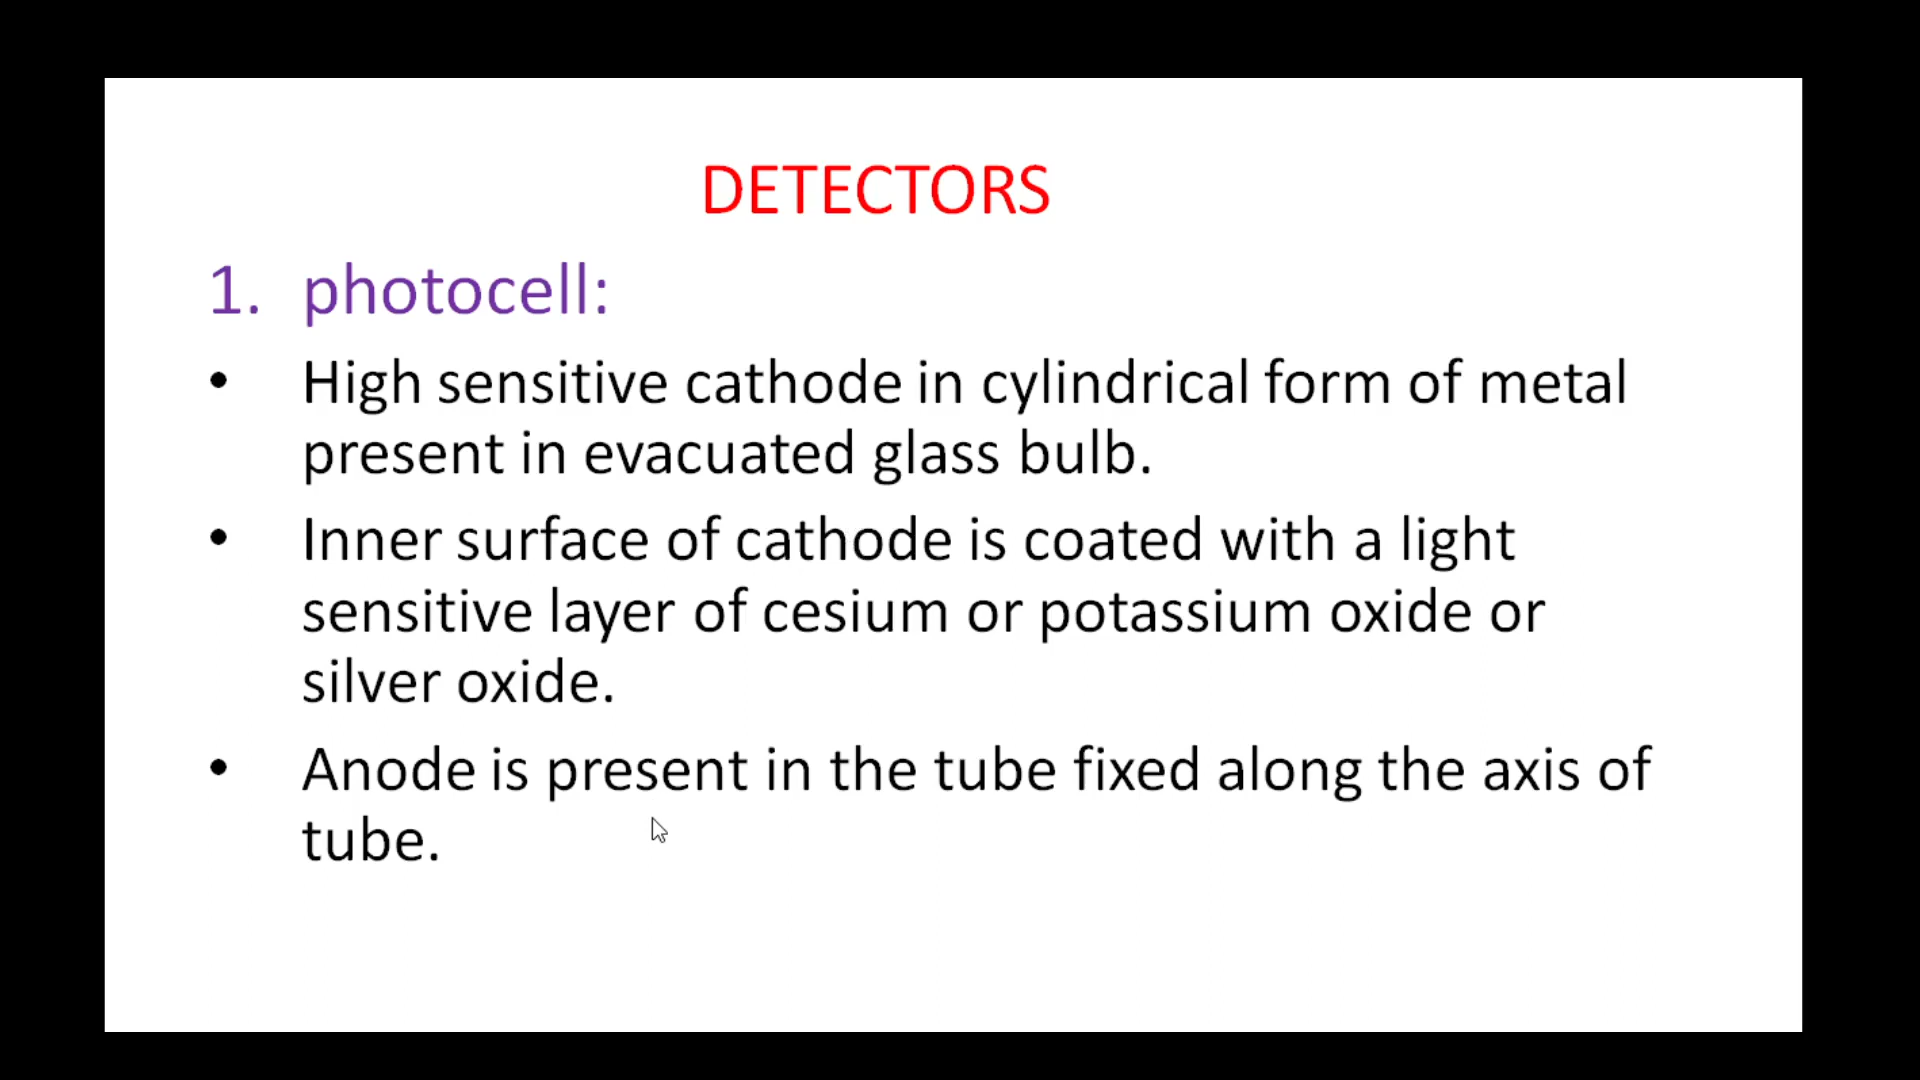 DETECTORS
1. photocell:
• High sensitive cathode in cylindrical form of metal
present in evacuated glass bulb.
• Inner surface of cathode is coated with a light
sensitive layer of cesium or potassium oxide or
silver oxide.
• Anode is present in the tube fixed along the axis of
tube.